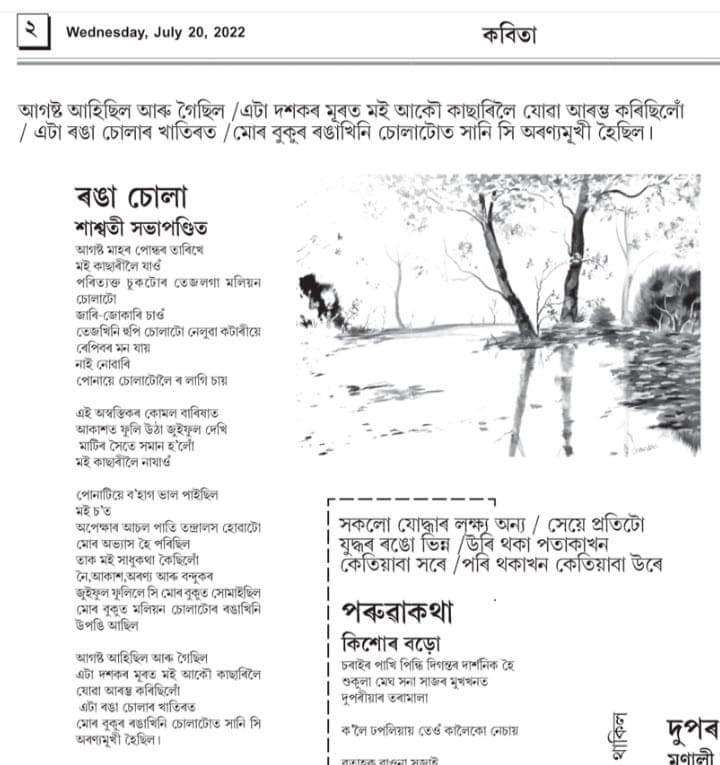 ২
Wednesday, July 20, 2022
কবিতা
আগষ্ট আহিছিল আৰু গৈছিল /এটা দশকৰ মূৰত মই আকৌ কাছাৰিলৈ যোৱা আৰম্ভ কৰিছিলোঁ
/ এটা ৰঙা চোলাৰ খাতিৰত /মোৰ বুকুৰ ৰঙাখিনি চোলাটোত সানি সি অৰণ্যমুখী হৈছিল।
ৰঙা চোলা
শাশ্বতী সভাপণ্ডিত
আগষ্ট মাহৰ পোন্ধৰ তাৰিখে
মই কাছাৰীলৈ যাওঁ
পৰিত্যক্ত চুকটোৰ তেজলগা মলিয়ন
চোলাটো
জাৰি-জোকাৰি চাওঁ
তেজখিনি হুপি চোলাটো নেলুৱা কটাৰীয়ে
ৰেপিবৰ মন যায়
নাই নোৱাৰি
পোনায়ে চোলাটোলৈ ৰ লাগি চায়
এই অস্বস্তিকৰ কোমল বাৰিষাত
আকাশত ফুলি উঠা জুইফুল দেখি
মাটিৰ সৈতে সমান হ'লোঁ
মই কাছাৰীলৈ নাযাওঁ
পোনাটিয়ে ব'হাগ ভাল পাইছিল
মই চ'ত
অপেক্ষাৰ আচল পাতি তন্দ্ৰালস হোৱাটো
মোৰ অভ্যাস হৈ পৰিছিল
তাক মই সাধুকথা কৈছিলোঁ
নৈ,আকাশ,অৰণ্য আৰু বন্দুকৰ
জুইফুল ফুলিলে সি মোৰ বুকুত সোমাইছিল
মোৰ বুকুত মলিয়ন চোলাটোৰ ৰঙাখিনি
উপঙি আছিল
আগষ্ট আহিছিল আৰু গৈছিল
এটা দশকৰ মূৰত মই আকৌ কাছাৰিলৈ
যোৱা আৰম্ভ কৰিছিলোঁ
এটা ৰঙা চোলাৰ খাতিৰত
মোৰ বুকুৰ ৰঙাখিনি চোলাটোত সানি সি
অৰণ্যমুখী হৈছিল।
সকলো যোদ্ধাৰ লক্ষ্য অন্য / সেয়ে প্ৰতিটো
যুদ্ধৰ ৰঙো ভিন্ন /উৰি থকা পতাকাখন
কেতিয়াবা সৰে /পৰি থকাখন কেতিয়াবা উৰে
পৰুৱাকথা
কিশোৰ বড়ো
চৰাইৰ পাখি পিন্ধি দিগন্তৰ দাৰ্শনিক হৈ
শুকুলা মেঘ সনা সাজৰ মুখখনত
দুপৰীয়াৰ তৰামালা
ক'লৈ ঢপলিয়ায় তেওঁ কালৈকো নেচায়
থাকিল
দুপৰ
মৃণালী